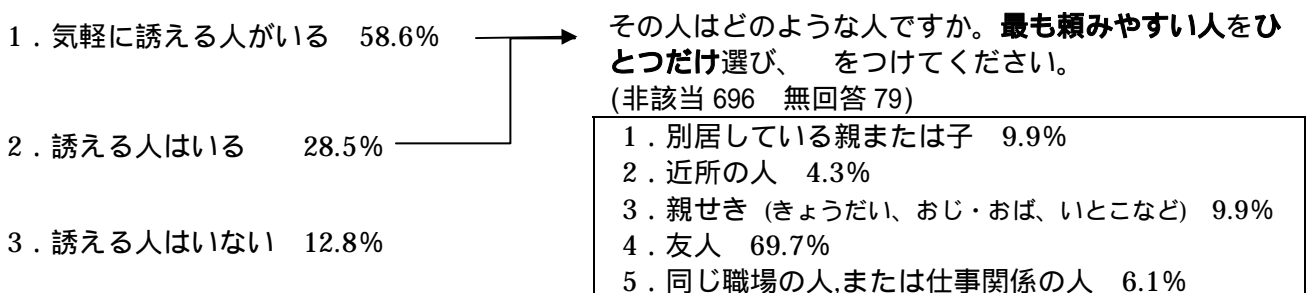 1．気軽に誘える人がいる 58.6%
2．誘える人はいる 28.5%
3．誘える人はいない 12.8%
その人はどのような人ですか。最も頼みやすい人をひ
とつだけ選び、 をつけてください。
(非該当 696 無回答 79)
1．別居している親または子 9.9%
2．近所の人 4.3%
3．親せき (きょうだい、おじ・おば、いとこなど) 9.9%
4．友人 69.7%
5．同じ職場の人,または仕事関係の人 6.1%